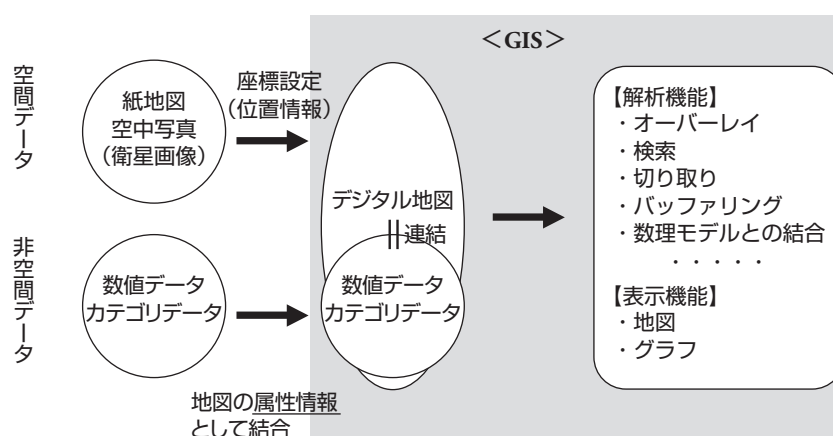 <GIS>
空間データ
紙地図
空中写真
(衛星画像)
座標設定
(位置情報)
デジタル地図
連結
非空間データ
数値データ
カテゴリデータ
数値データ
カテゴリデータ
地図の属性情報
として結合
【解析機能】
・オーバーレイ
・検索
・切り取り
・バッファリング
・数理モデルとの結合
・・・・・
【表示機能】
・地図
・グラフ